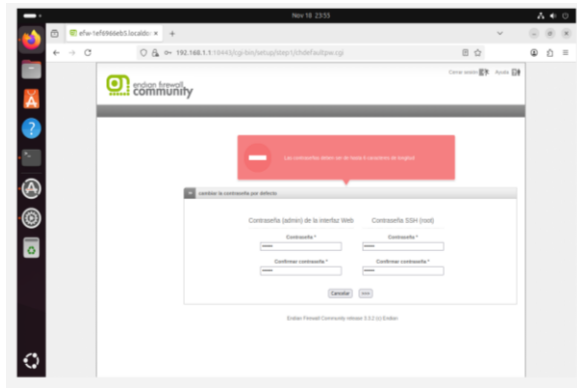 Nov 18 23:53
efw-1ef6966eb5.localdo
192.168.1.1:10443/cgi-bin/setup/step1/chdefaultpw.cgi
Cerrar sesión Ayuda
endian firewall
community
Las contraseñas deben ser de hasta 6 caracteres de longitud
cambiar la contraseña por defecto
Contraseña (admin) de la interfaz Web Contraseña SSH (root)
Contraseña * Contraseña *
Confirmar contraseña * Confirmar contraseña *
Cancelar >>>
Endian Firewall Community release 3.3.2 (c) Endian